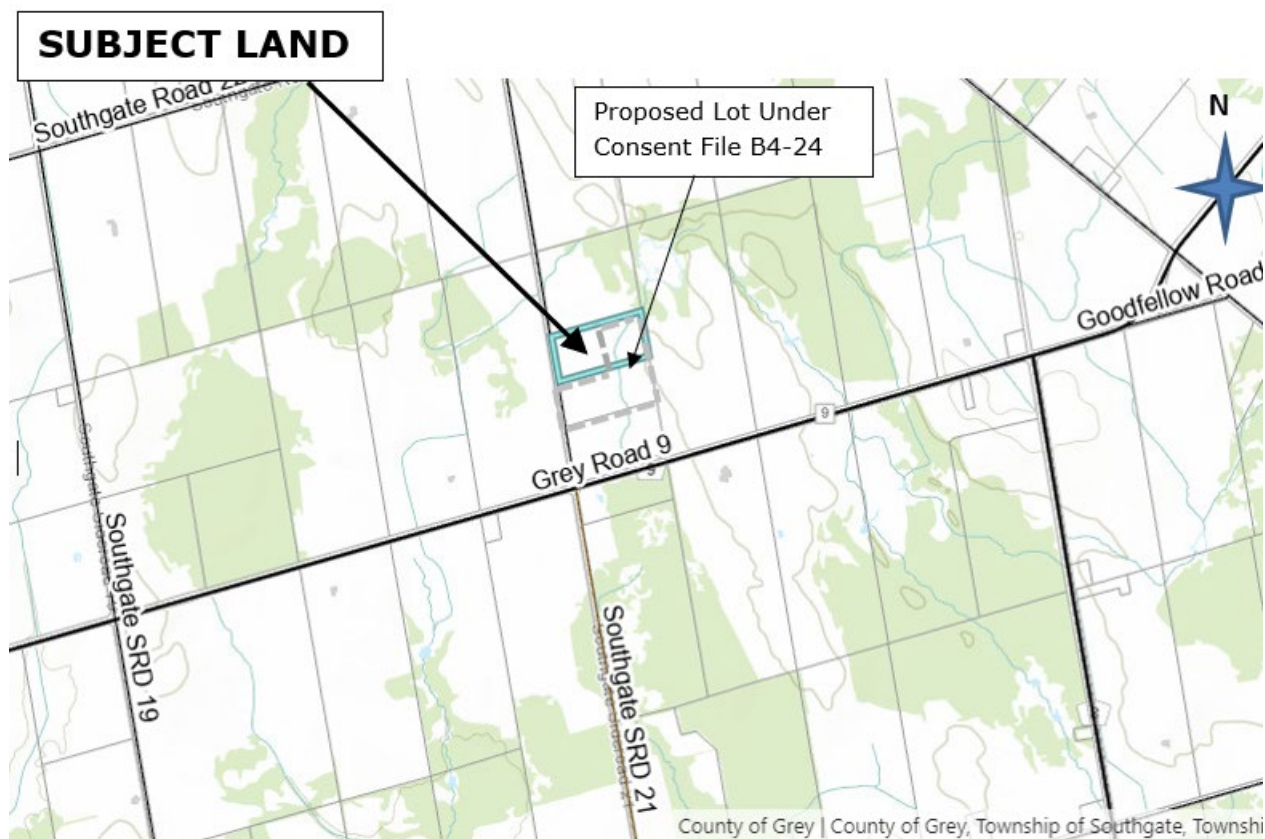 SUBJECT LAND
Southgate Road 22
Proposed Lot Under
Consent File B4-24
N
Goodfellow Road
9
Grey Road 9
9
Southgate SRD 19
Southgate SRD 21
County of Grey | County of Grey, Township of Southgate, Townshi